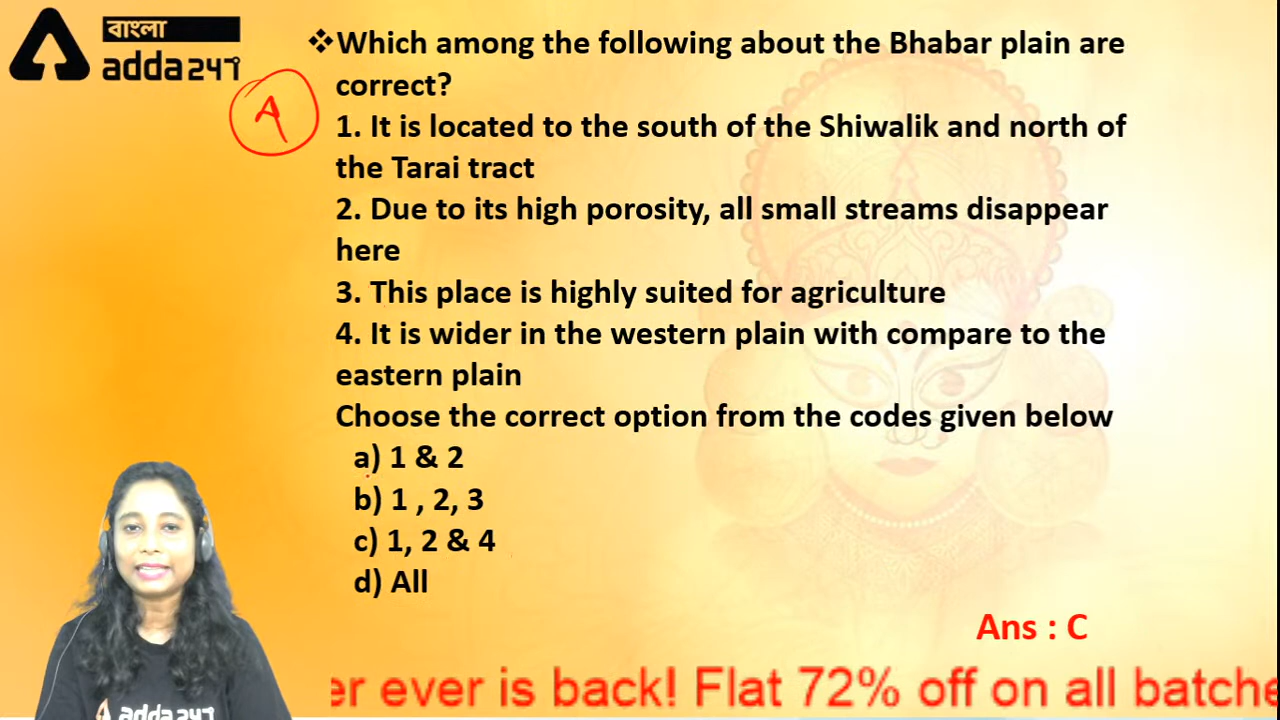 বাংলা
adda247
A
❖Which among the following about the Bhabar plain are
correct?
1. It is located to the south of the Shiwalik and north of
the Tarai tract
2. Due to its high porosity, all small streams disappear
here
3. This place is highly suited for agriculture
4. It is wider in the western plain with compare to the
eastern plain
Choose the correct option from the codes given below
a) 1 & 2
b) 1 , 2, 3
c) 1, 2 & 4
d) All
Ans : C
er ever is back! Flat 72% off on all batche
adda247